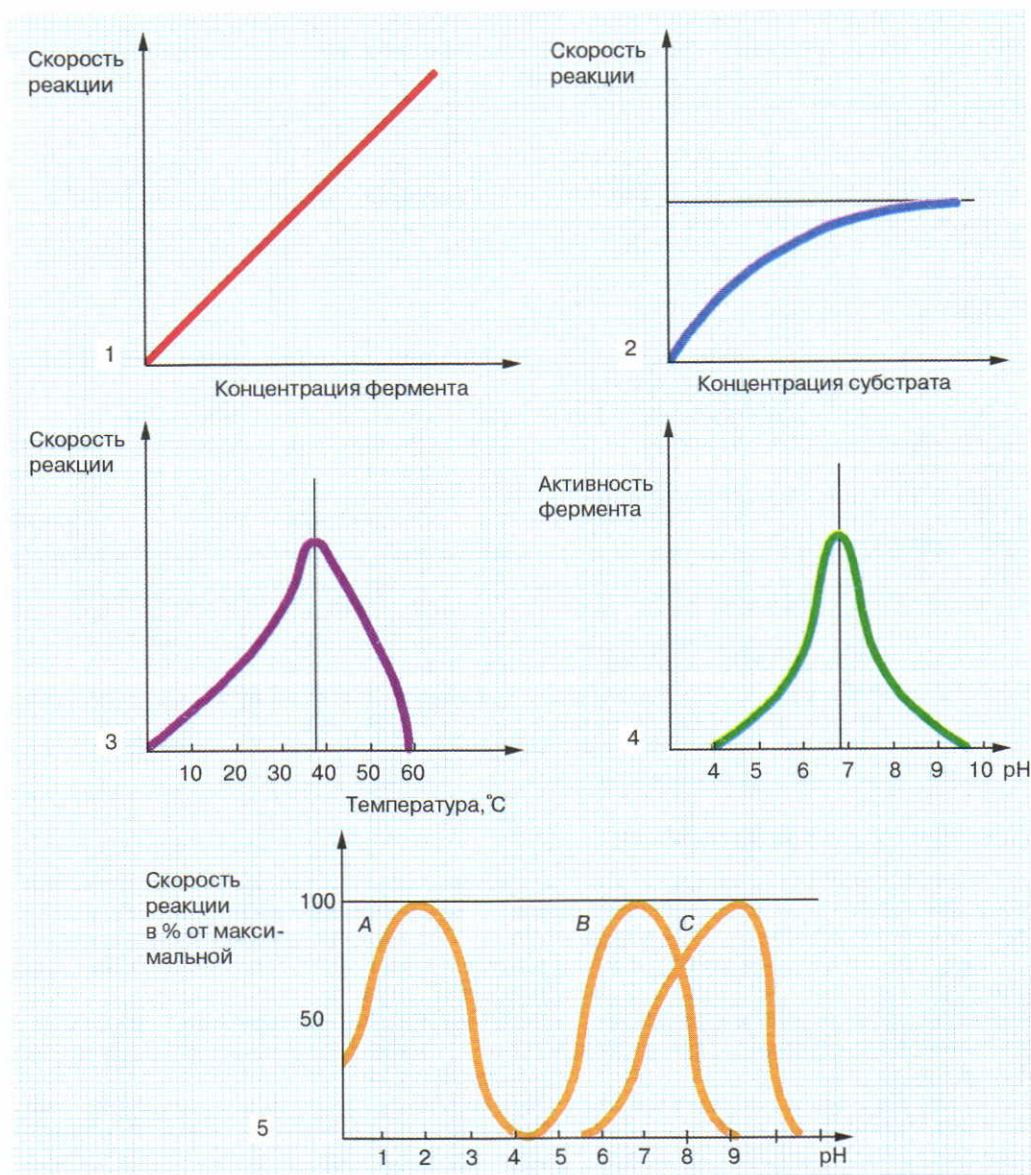 Скорость
реакции
1
Концентрация фермента
Скорость
реакции
2
Концентрация субстрата
Скорость
реакции
3
10 20 30 40 50 60
Температура,°С
Активность
фермента
4
4 5 6 7 8 9 10 pH
Скорость
реакции
в % от макси-
мальной
100
50
A
B
C
5
1 2 3 4 5 6 7 8 9 pH